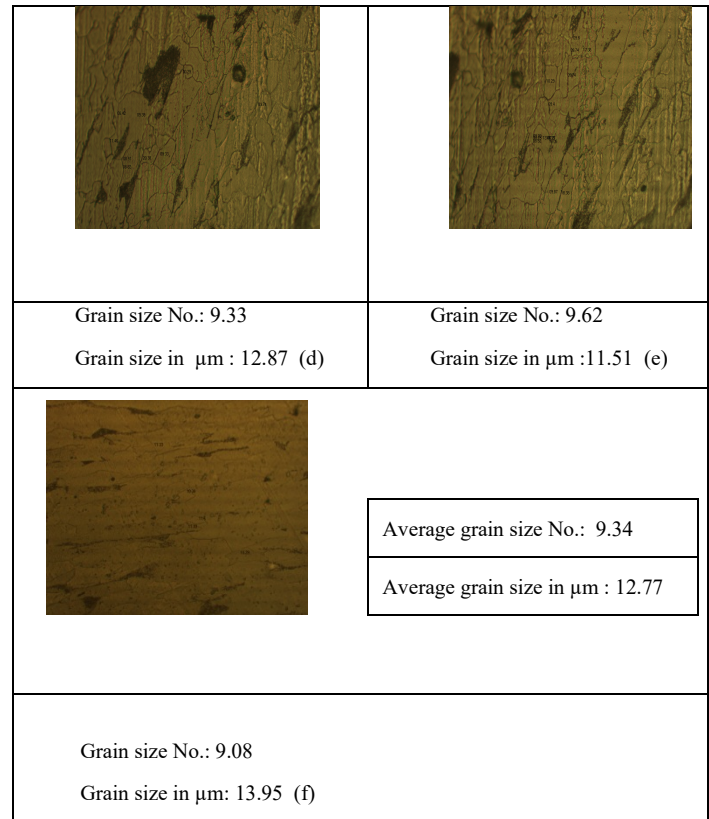 Grain size No.: 9.33
Grain size in µm : 12.87 (d)
Grain size No.: 9.62
Grain size in µm :11.51 (e)
Average grain size No.: 9.34
Average grain size in µm : 12.77
Grain size No.: 9.08
Grain size in µm: 13.95 (f)